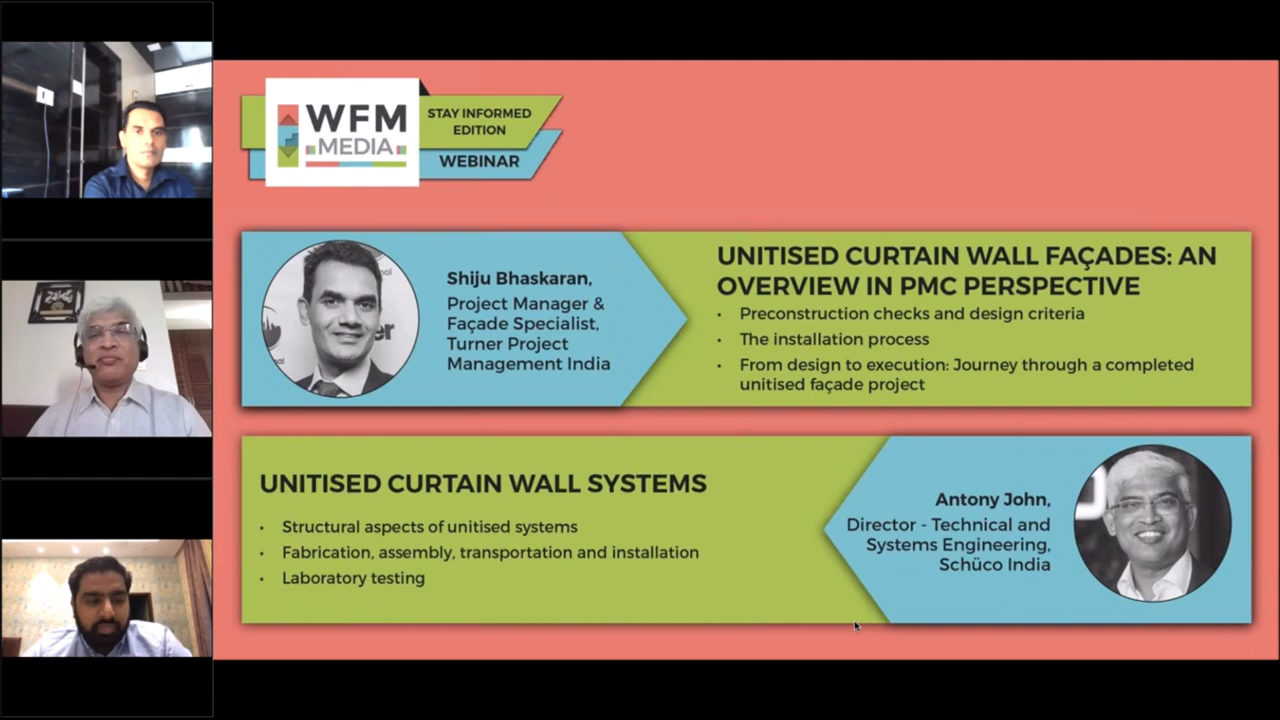 WFM
MEDIA
STAY INFORMED
EDITION
WEBINAR
Shiju Bhaskaran,
Project Manager &
Façade Specialist,
Turner Project
Management India
UNITISED CURTAIN WALL FAÇADES: AN
OVERVIEW IN PMC PERSPECTIVE
• Preconstruction checks and design criteria
• The installation process
• From design to execution: Journey through a completed
unitised façade project
UNITISED CURTAIN WALL SYSTEMS
• Structural aspects of unitised systems
• Fabrication, assembly, transportation and installation
• Laboratory testing
Antony John,
Director - Technical and
Systems Engineering,
Schüco India